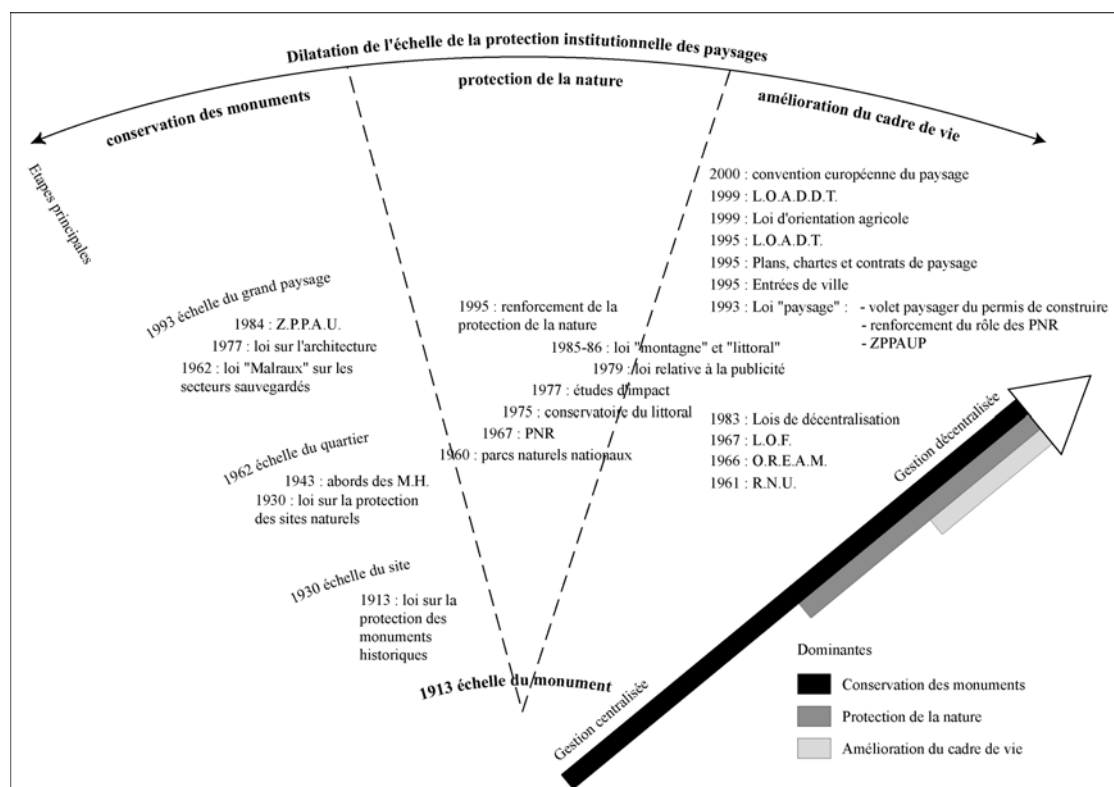 Dilatation de l'échelle de la protection institutionnelle des paysages
conservation des monuments
protection de la nature
amélioration du cadre de vie
Etapes principales
1993 échelle du grand paysage
1984 : Z.P.P.A.U.
1977 : loi sur l'architecture
1962 : loi "Malraux" sur les
secteurs sauvegardés
1962 échelle du quartier
1943 : abords des M.H.
1930 : loi sur la protection
des sites naturels
1930 échelle du site
1913 : loi sur la
protection des
monuments
historiques
1913 échelle du monument
1995 : renforcement de la
protection de la nature
1985-86 : loi "montagne" et "littoral"
1979 : loi relative à la publicité
1977 : études d'impact
1975 : conservatoire du littoral
1967 : PNR
1960 : parcs naturels nationaux
2000 : convention européenne du paysage
1999 : L.O.A.D.D.T.
1999 : Loi d'orientation agricole
1995 : L.O.A.D.T.
1995 : Plans, chartes et contrats de paysage
1995 : Entrées de ville
1993 : Loi "paysage" : - volet paysager du permis de construire
- renforcement du rôle des PNR
- ZPPAUP
1983 : Lois de décentralisation
1967 : L.O.F.
1966 : O.R.E.A.M.
1961 : R.N.U.
Gestion décentralisée
Gestion centralisée
Dominantes
Conservation des monuments
Protection de la nature
Amélioration du cadre de vie